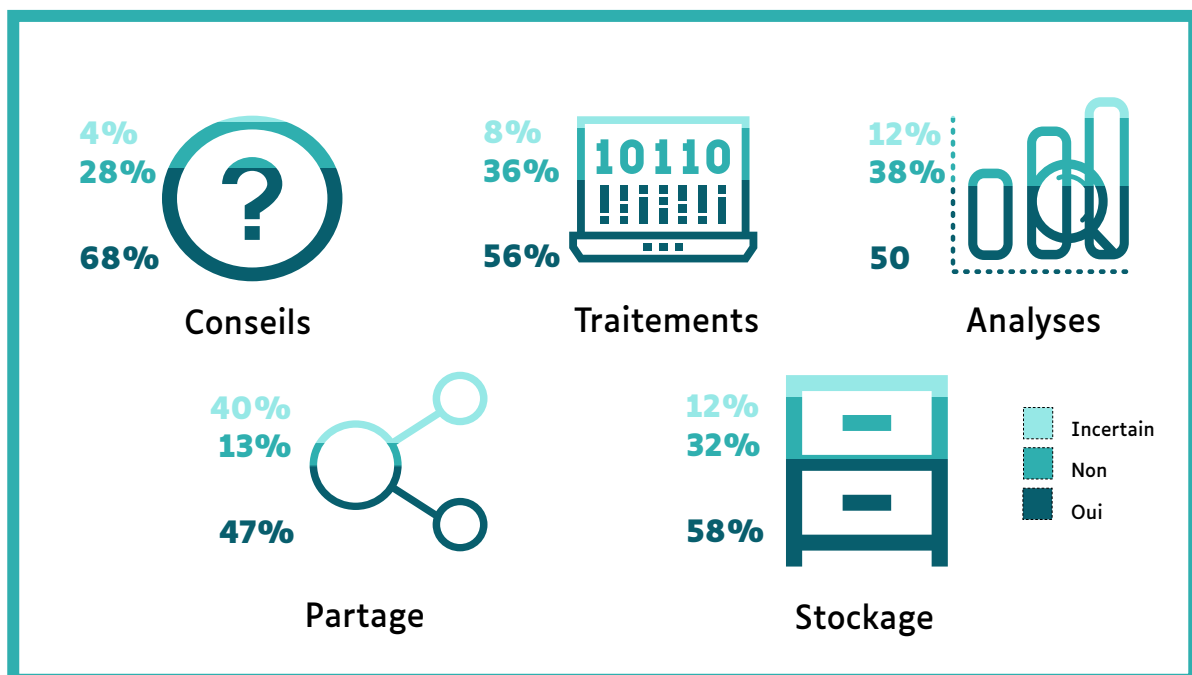 4%
28%
68%
Conseils
8%
36%
10110
56%
Traitements
12%
38%
50
Analyses
40%
13%
47%
Partage
12%
32%
58%
Stockage
Incertain
Non
Oui